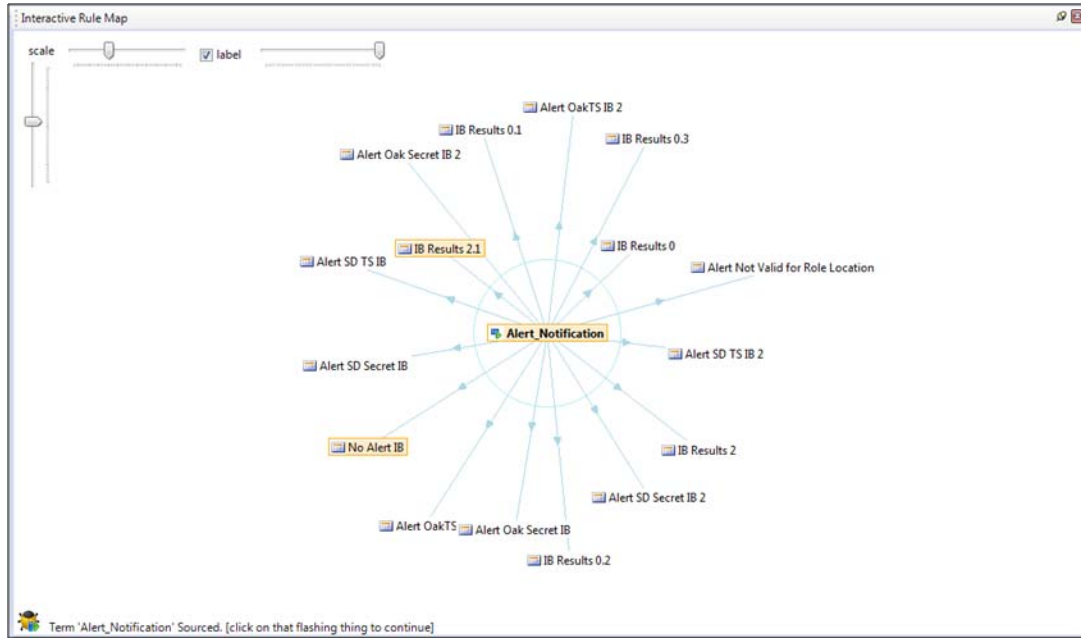 Interactive Rule Map
scale
label
Alert OakTS IB 2
IB Results 0.1
IB Results 0.3
Alert Oak Secret IB 2
IB Results 2.1
IB Results 0
Alert SD TS IB
Alert Not Valid for Role Location
Alert_Notification
Alert SD TS IB 2
Alert SD Secret IB
No Alert IB
IB Results 2
Alert SD Secret IB 2
Alert OakTS
Alert Oak Secret IB
IB Results 0.2
Term 'Alert_Notification' Sourced. [click on that flashing thing to continue]